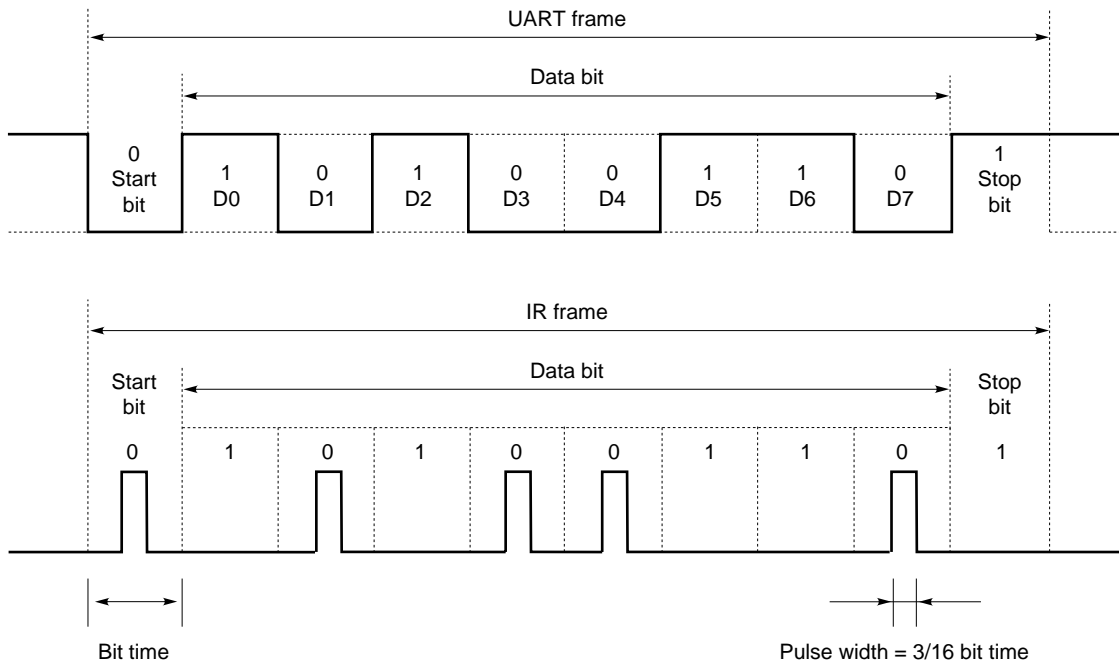 UART frame
Data bit
0 Start bit
1 D0
0 D1
1 D2
0 D3
0 D4
1 D5
1 D6
0 D7
1 Stop bit
IR frame
Start bit
Data bit
Stop bit
0 1 0 1 0 0 1 1 0 1
Bit time
Pulse width = 3/16 bit time